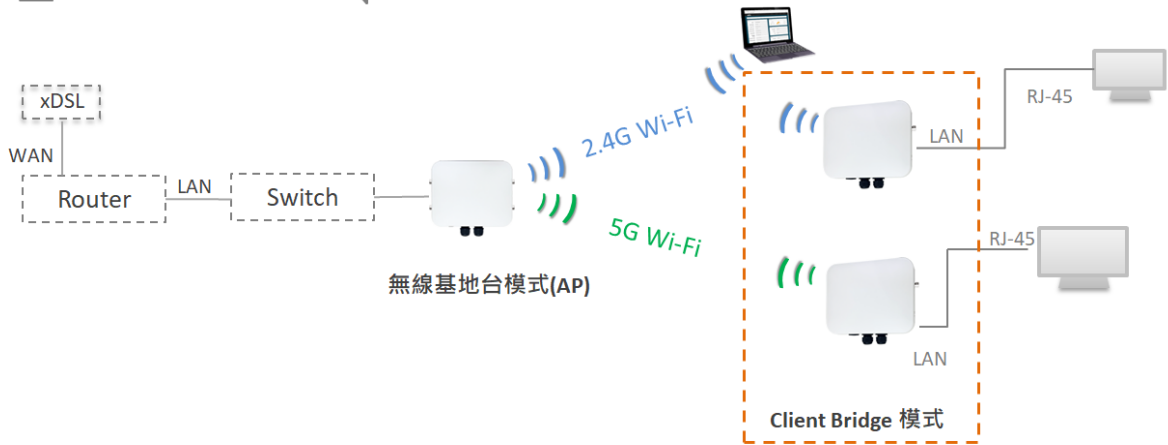 xDSL
WAN
Router
LAN
Switch
無線基地台模式(AP)
2.4G Wi-Fi
5G Wi-Fi
LAN
RJ-45
RJ-45
LAN
Client Bridge 模式